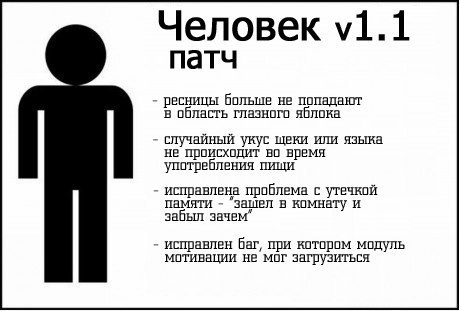 Человек v1.1
патч
- ресницы больше не попадают
в область глазного яблока
- случайный укус щеки или языка
не происходит во время
употребления пищи
- исправлена проблема с утечкой
памяти - "зашел в комнату и
забыл зачем"
- исправлен баг, при котором модуль
мотивации не мог загрузиться